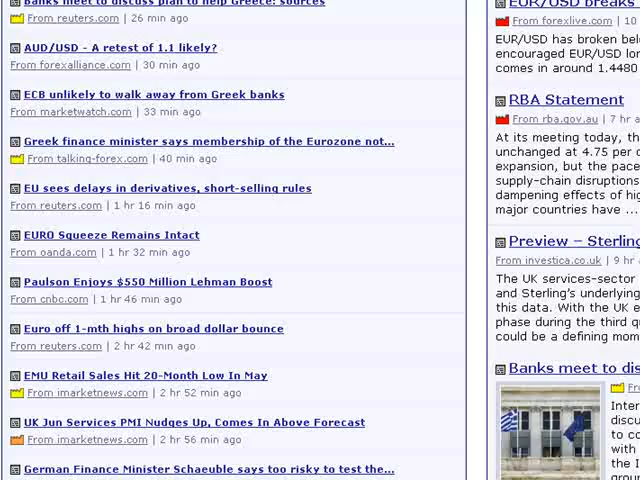 Banks meet to discuss plan to help Greece: sources
From reuters.com | 26 min ago
AUD/USD - A retest of 1.1 likely?
From forexalliance.com | 30 min ago
ECB unlikely to walk away from Greek banks
From marketwatch.com | 33 min ago
Greek finance minister says membership of the Eurozone not...
From talking-forex.com | 40 min ago
EU sees delays in derivatives, short-selling rules
From reuters.com | 1 hr 16 min ago
EURO Squeeze Remains Intact
From oanda.com | 1 hr 32 min ago
Paulson Enjoys $550 Million Lehman Boost
From cnbc.com | 1 hr 46 min ago
Euro off 1-mth highs on broad dollar bounce
From reuters.com | 2 hr 42 min ago
EMU Retail Sales Hit 20-Month Low In May
From imarketnews.com | 2 hr 52 min ago
UK Jun Services PMI Nudges Up, Comes In Above Forecast
From imarketnews.com | 2 hr 56 min ago
German Finance Minister Schaeuble says too risky to test the...
EUR/USD breaks
From forexlive.com | 10
EUR/USD has broken bel
encouraged EUR/USD lon
comes in around 1.4480
RBA Statement
From rba.gov.au | 7 hr a
At its meeting today, th
unchanged at 4.75 per c
expansion, but the pace
supply-chain disruptions
dampening effects of hig
major countries have ...
Preview – Sterling
From investica.co.uk | 9 hr
The UK services-sector
and Sterling's underlying
this data. With the UK e
phase during the third q
could be a defining mom
Banks meet to dis
Fro
Inter
discu
to co
with
the I
group